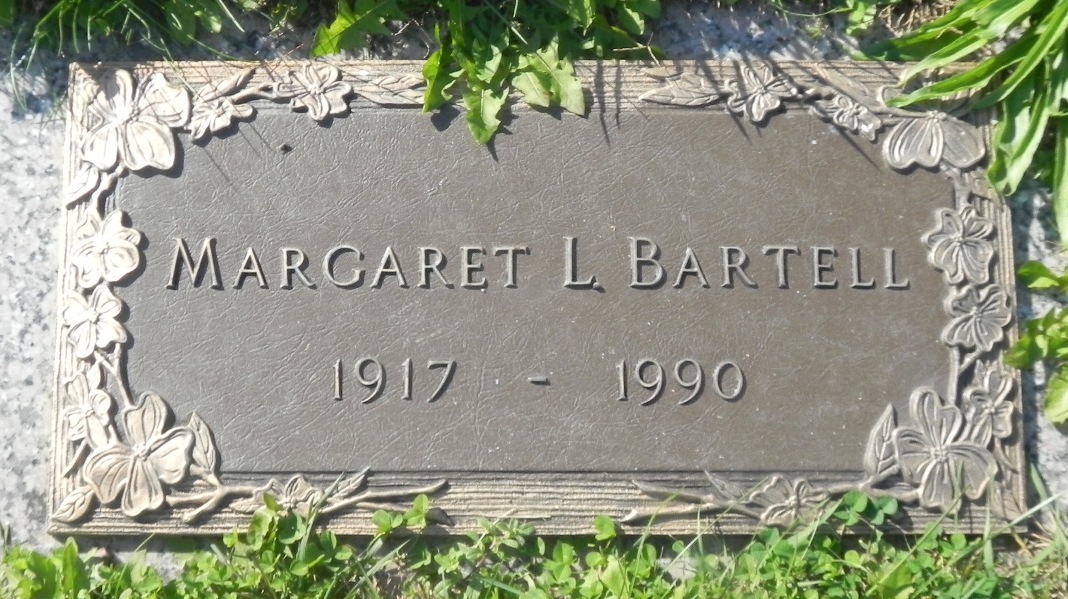 MARGARET L. BARTELL
1917 - 1990